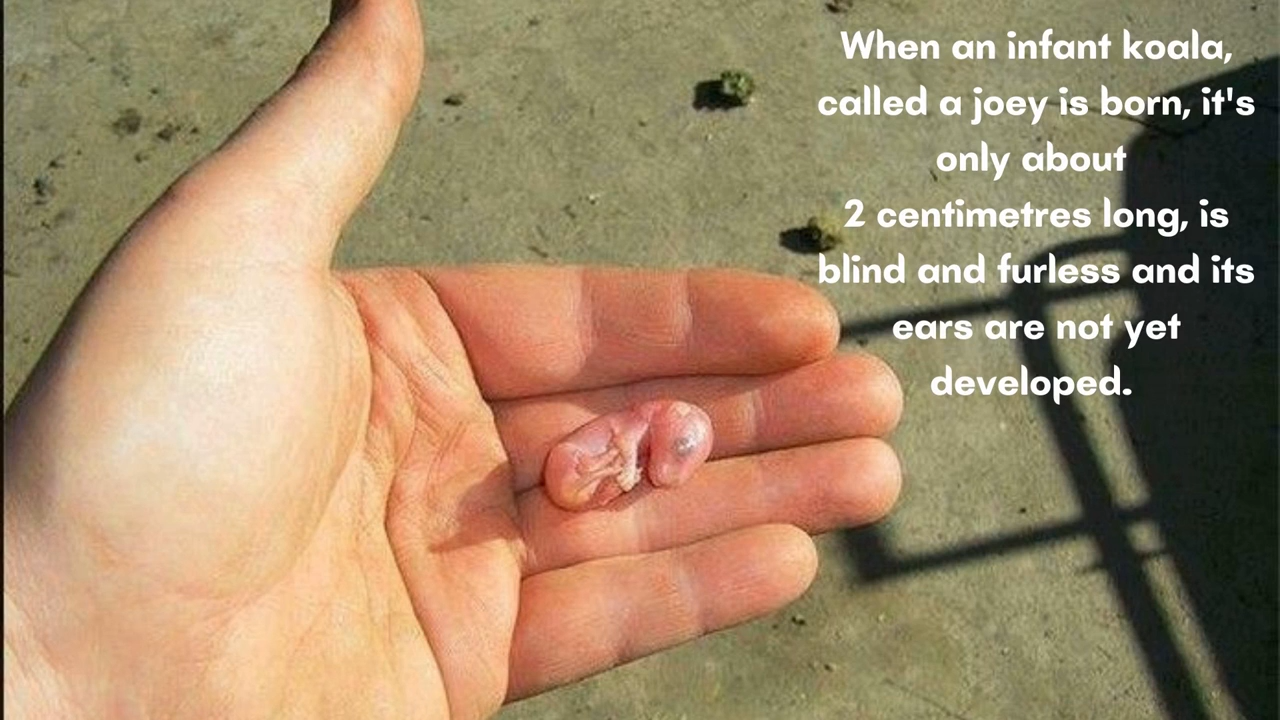 When an infant koala,
called a joey is born, it's
only about
2 centimetres long, is
blind and furless and its
ears are not yet
developed.